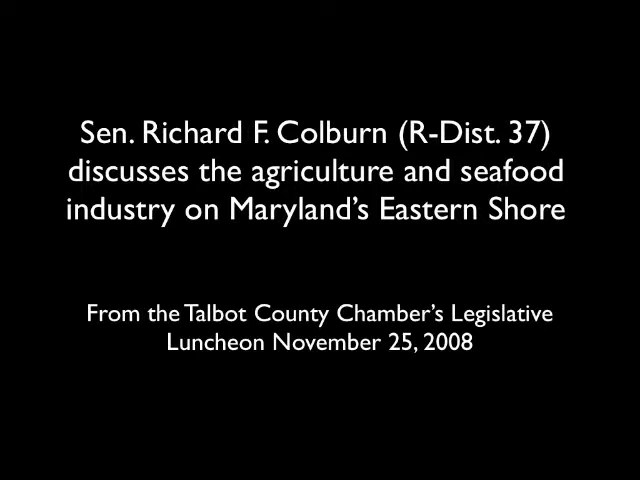 Sen. Richard F. Colburn (R-Dist. 37)
discusses the agriculture and seafood
industry on Maryland’s Eastern Shore
From the Talbot County Chamber’s Legislative
Luncheon November 25, 2008